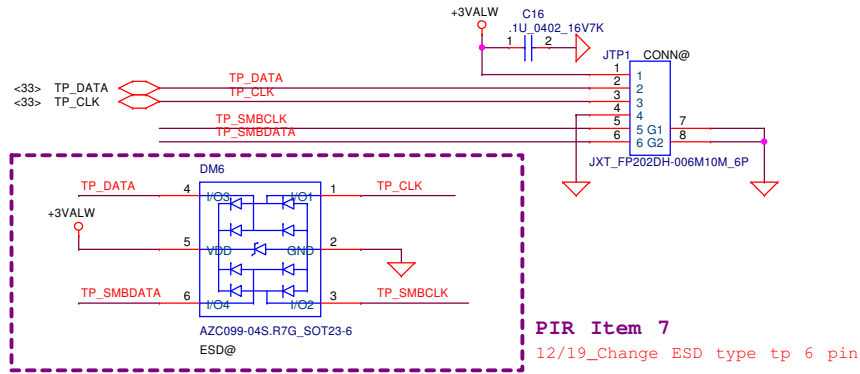 +3VALW
C16
.1U_0402_16V7K
1 2
JTP1 CONN@
<33> TP_DATA TP_DATA 1 1
<33> TP_CLK TP_CLK 2 2
3 3
4 4
TP_SMBCLK 5 5 G1 7
TP_SMBDATA 6 6 G2 8
JXT_FP202DH-006M10M_6P
DM6
TP_DATA 4 I/O3 I/O1 1 TP_CLK
+3VALW
5 VDD GND 2
TP_SMBDATA 6 I/O4 I/O2 3 TP_SMBCLK
AZC099-04S.R7G_SOT23-6
ESD@
PIR Item 7
12/19_Change ESD type tp 6 pin